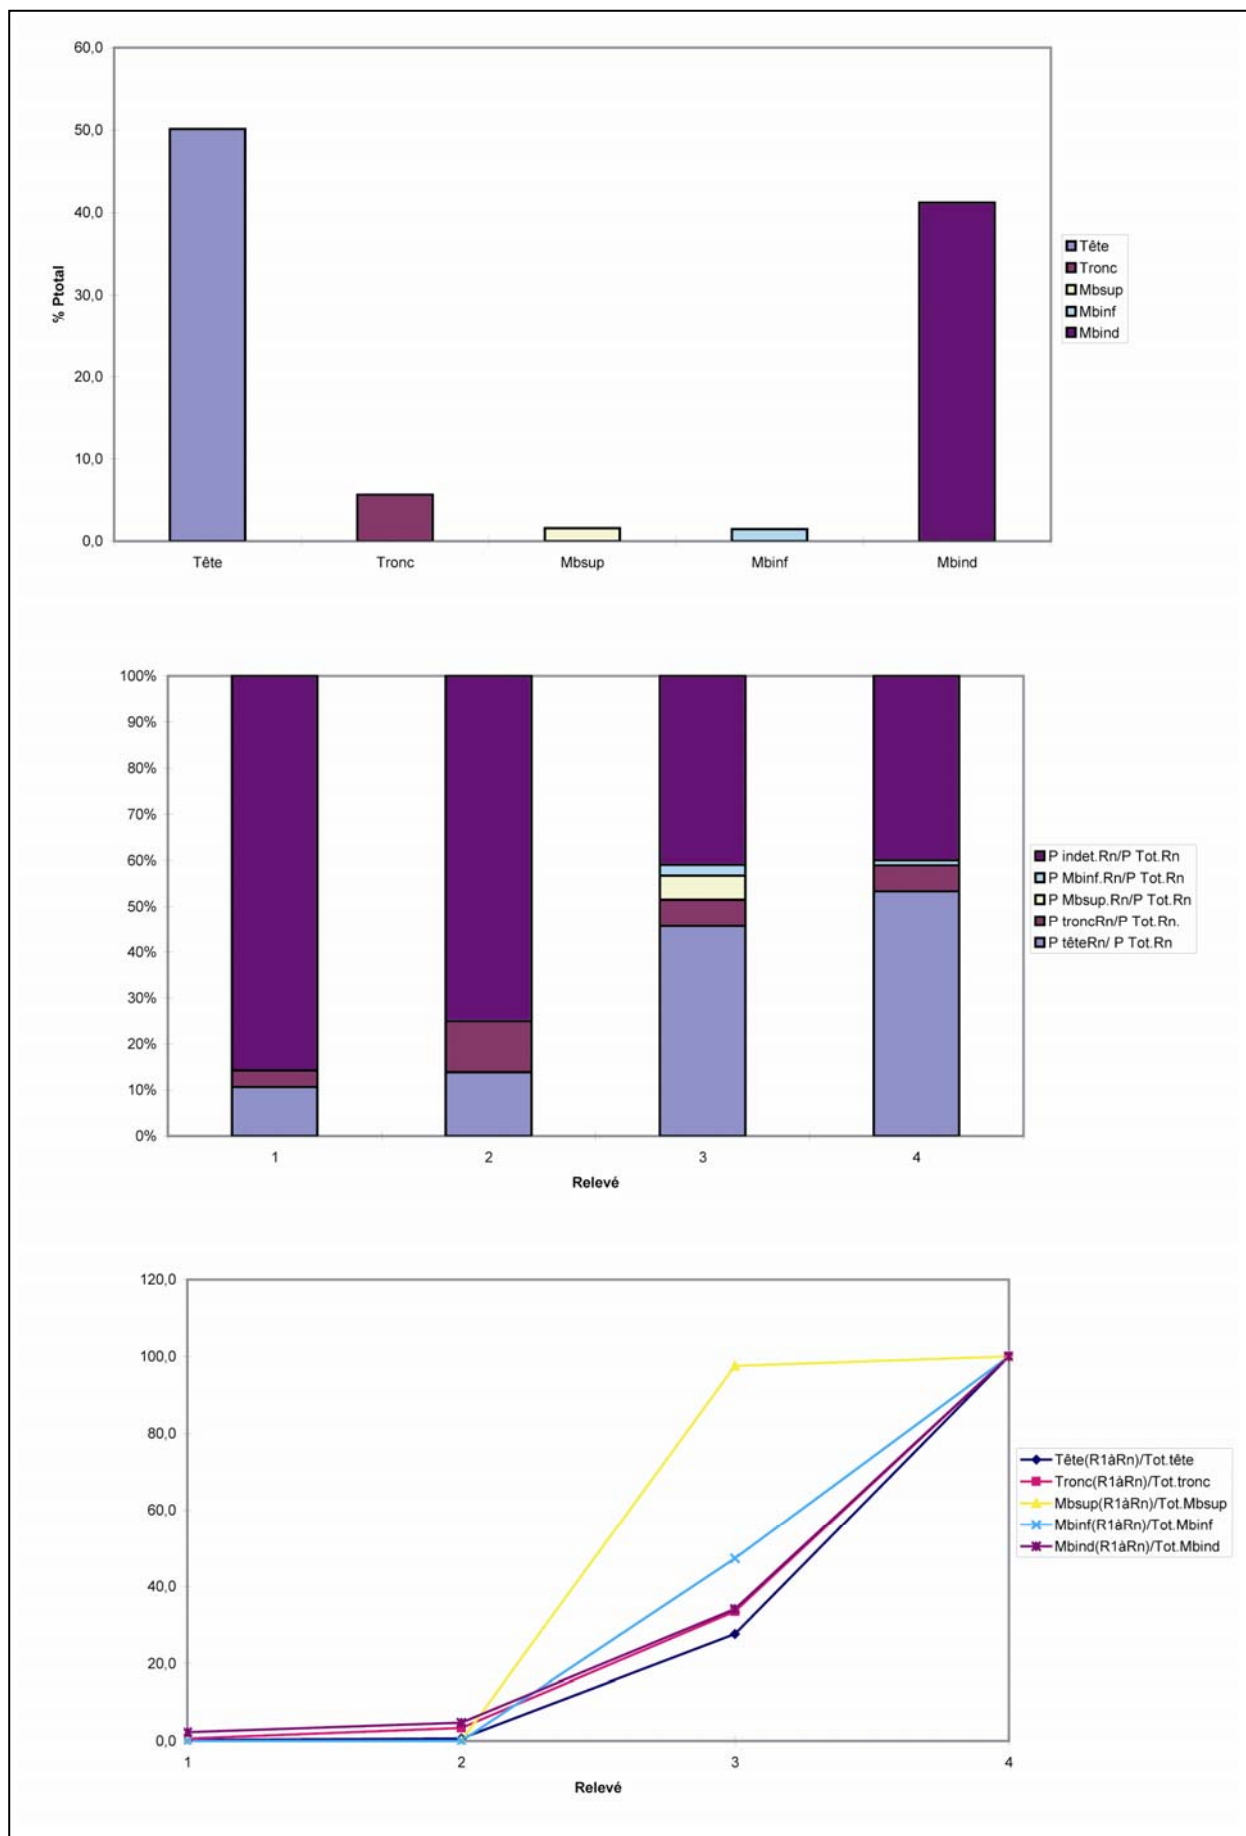 60,0
50,0
40,0
30,0
20,0
10,0
0,0
% Ptotal
Tête
Tronc
Mbsup
Mbinf
Mbind
Tête
Tronc
Mbsup
Mbinf
Mbind
100%
90%
80%
70%
60%
50%
40%
30%
20%
10%
0%
1
2
3
4
Relevé
P indet.Rn/P Tot.Rn
P Mbinf.Rn/P Tot.Rn
P Mbsup.Rn/P Tot.Rn
P troncRn/P Tot.Rn.
P têteRn/ P Tot.Rn
120,0
100,0
80,0
60,0
40,0
20,0
0,0
1
2
3
4
Relevé
Tête(R1àRn)/Tot.tête
Tronc(R1àRn)/Tot.tronc
Mbsup(R1àRn)/Tot.Mbsup
Mbinf(R1àRn)/Tot.Mbinf
Mbind(R1àRn)/Tot.Mbind